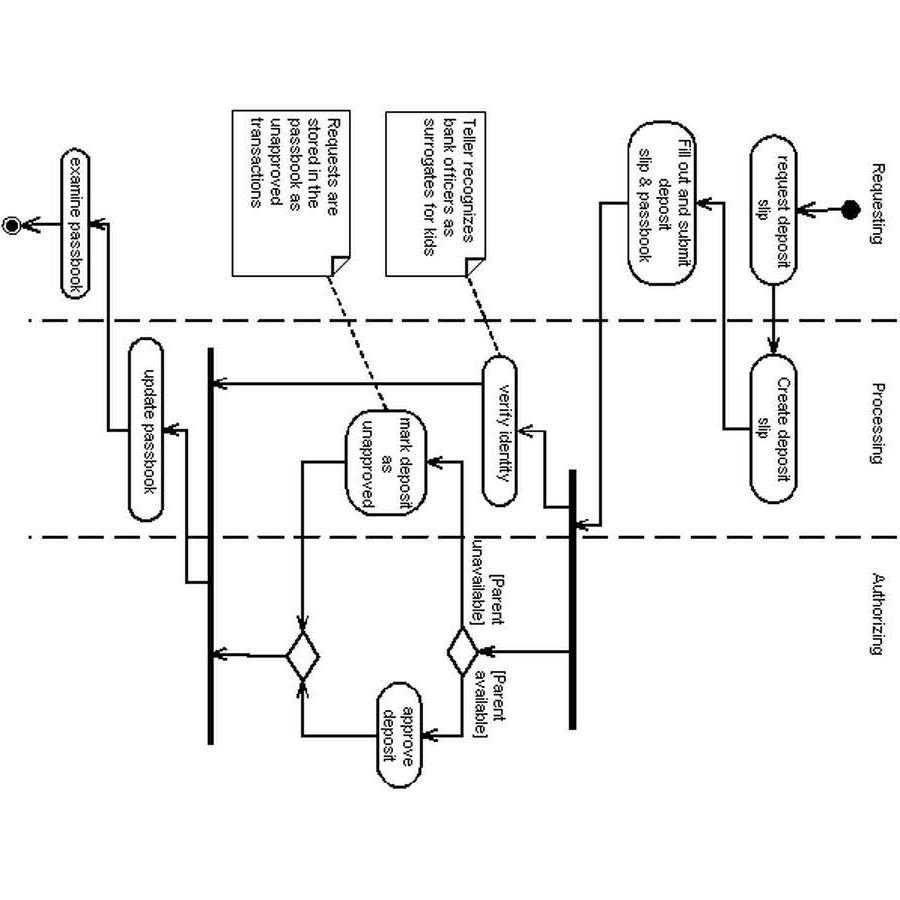 Requesting
Processing
Authorizing
request deposit
slip
Create deposit
slip
Fill out and submit
deposit
slip & passbook
Teller recognizes
bank officers as
surrogates for kids
verify identity
[Parent
unavailable]
[Parent
available]
Requests are
stored in the
passbook as
unapproved
transactions
mark deposit
as
unapproved
approve
deposit
update passbook
examine passbook